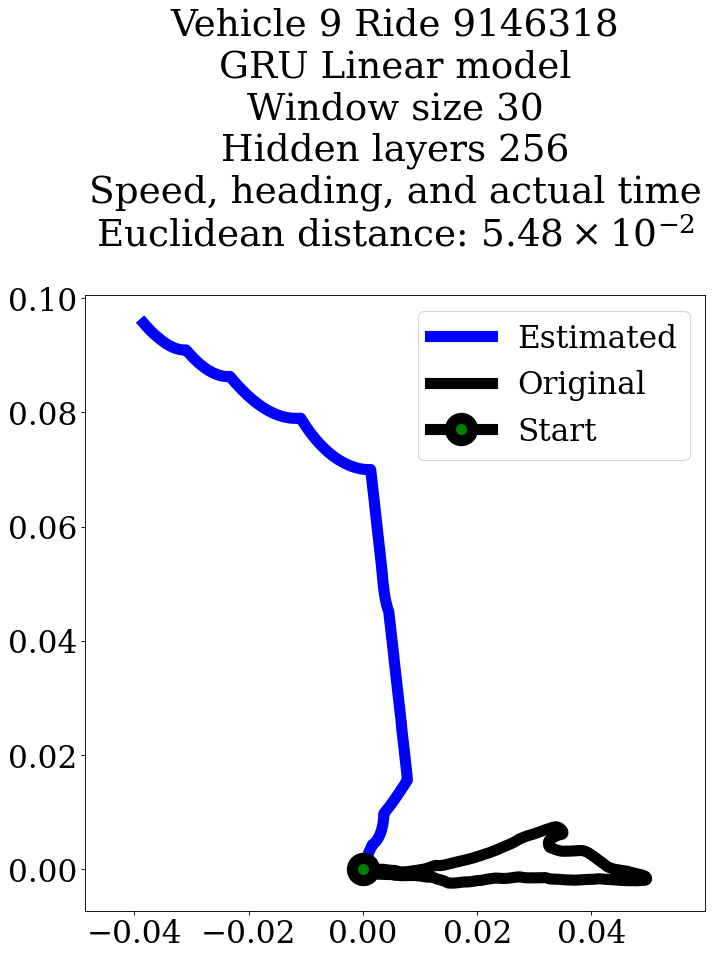 Vehicle 9 Ride 9146318
GRU Linear model
Window size 30
Hidden layers 256
Speed, heading, and actual time
Euclidean distance: 5.48 × 10⁻²
0.10
Estimated
Original
Start
0.08
0.06
0.04
0.02
0.00
−0.04 −0.02 0.00 0.02 0.04